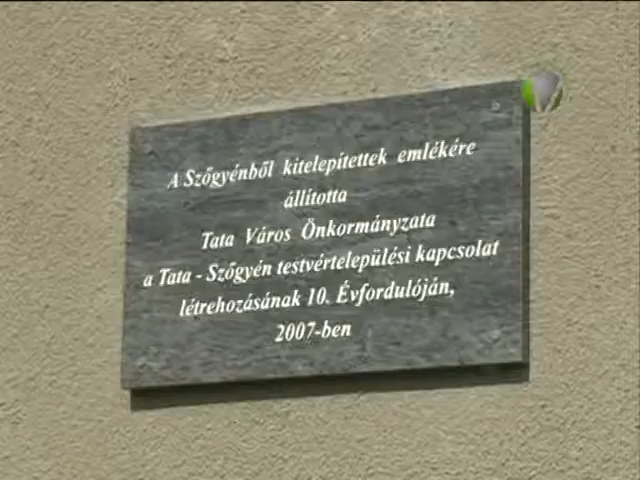 A Szőgyénből kitelepítettek emlékére
állította
Tata Város Önkormányzata
a Tata - Szőgyén testvértelepülési kapcsolat
létrehozásának 10. Évfordulóján,
2007-ben